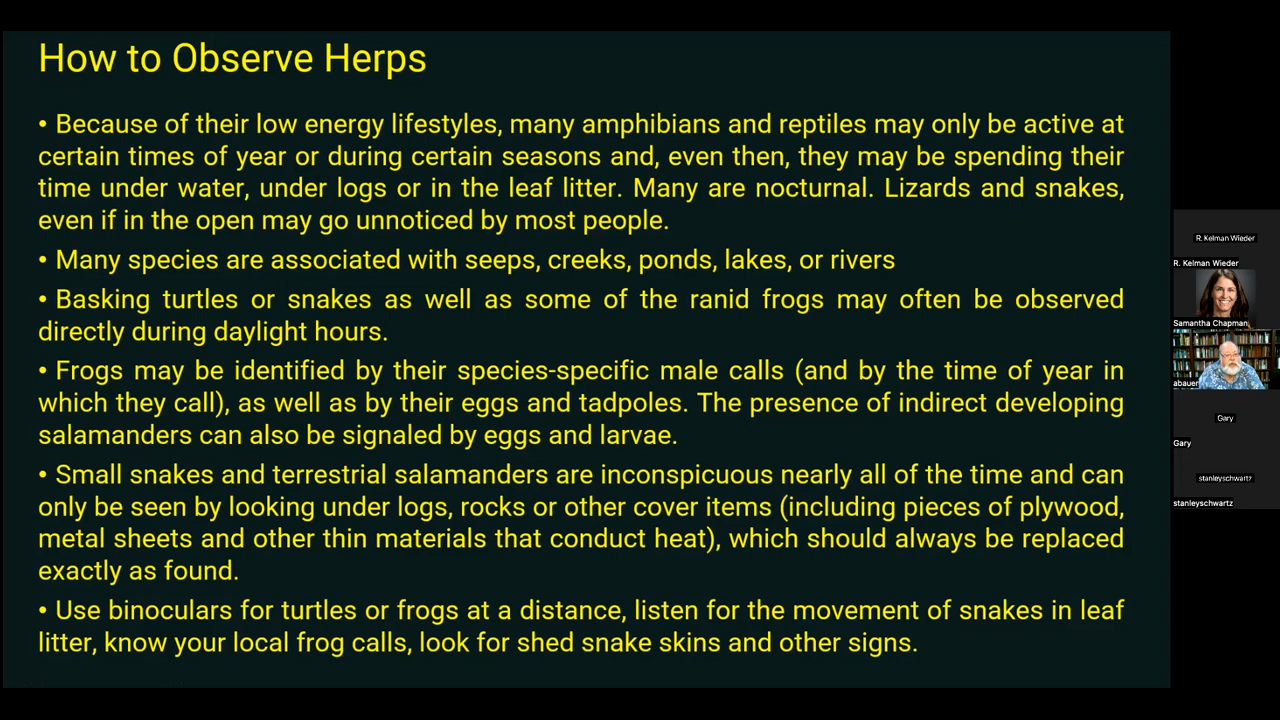 How to Observe Herps
• Because of their low energy lifestyles, many amphibians and reptiles may only be active at
certain times of year or during certain seasons and, even then, they may be spending their
time under water, under logs or in the leaf litter. Many are nocturnal. Lizards and snakes,
even if in the open may go unnoticed by most people.
• Many species are associated with seeps, creeks, ponds, lakes, or rivers
• Basking turtles or snakes as well as some of the ranid frogs may often be observed
directly during daylight hours.
• Frogs may be identified by their species-specific male calls (and by the time of year in
which they call), as well as by their eggs and tadpoles. The presence of indirect developing
salamanders can also be signaled by eggs and larvae.
• Small snakes and terrestrial salamanders are inconspicuous nearly all of the time and can
only be seen by looking under logs, rocks or other cover items (including pieces of plywood,
metal sheets and other thin materials that conduct heat), which should always be replaced
exactly as found.
• Use binoculars for turtles or frogs at a distance, listen for the movement of snakes in leaf
litter, know your local frog calls, look for shed snake skins and other signs.
R. Kelman Wieder
R. Kelman Wieder
Samantha Chapman
abauer
Gary
Gary
stanleyschwartz
stanleyschwartz